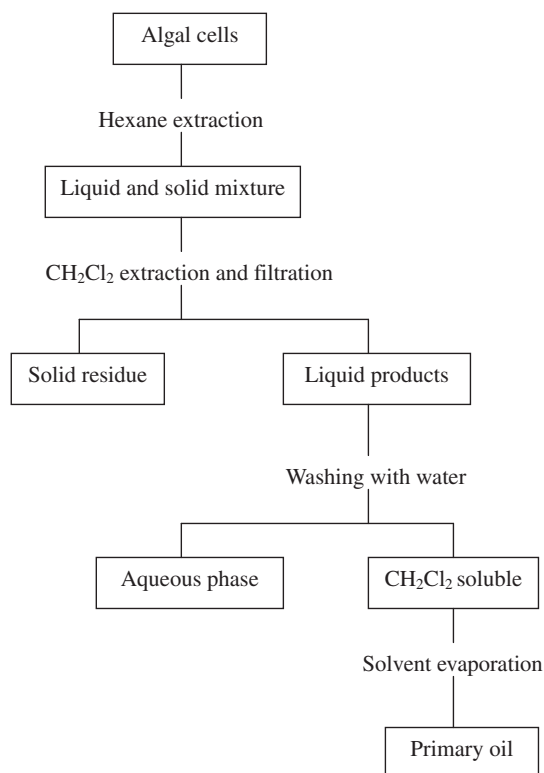 Algal cells
Hexane extraction
Liquid and solid mixture
CH₂Cl₂ extraction and filtration
Solid residue
Liquid products
Washing with water
Aqueous phase
CH₂Cl₂ soluble
Solvent evaporation
Primary oil